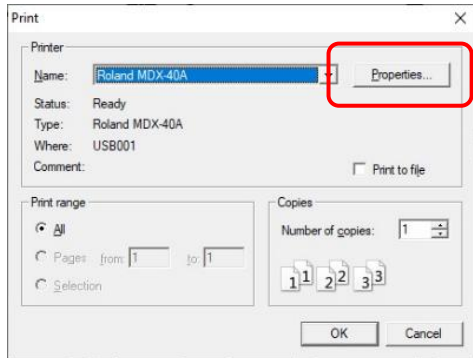 Print
Printer
Name: Roland MDX-40A Properties...
Status: Ready
Type: Roland MDX-40A
Where: USB001
Comment: Print to file
Print range
All
Pages from: 1 to: 1
Selection
Copies
Number of copies: 1
1 1 2 2 3 3
OK Cancel